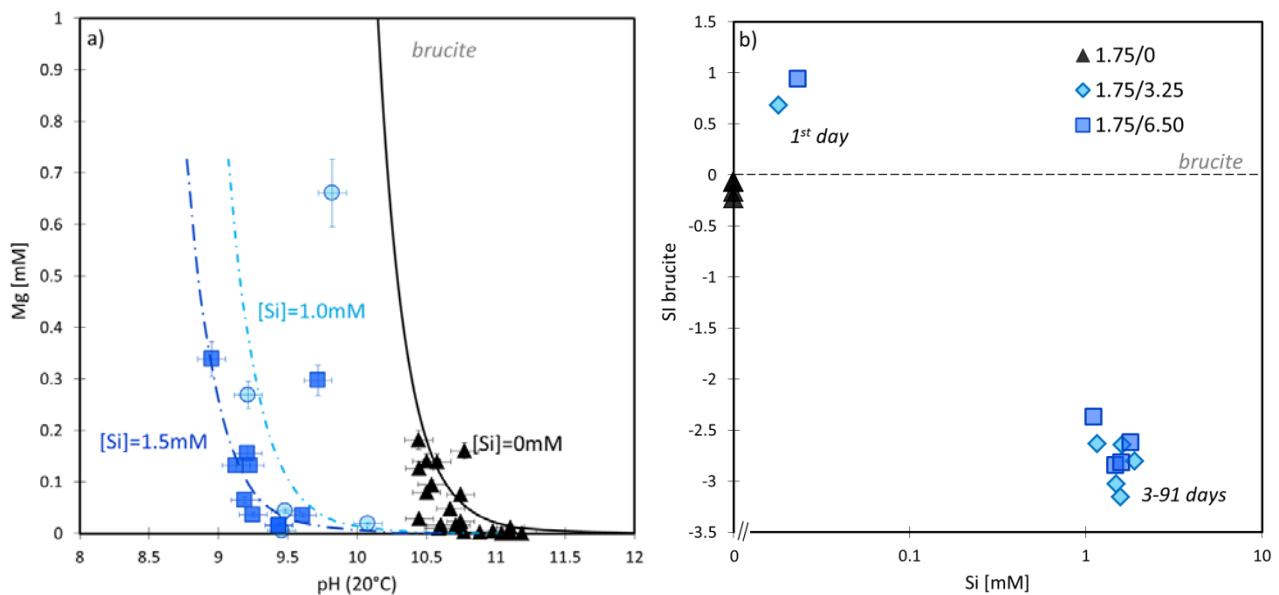 a)
brucite
1
0.9
0.8
0.7
0.6
0.5
0.4
0.3
0.2
0.1
0
Mg [mM]
[Si]=1.0mM
[Si]=1.5mM
[Si]=0mM
8
8.5
9
9.5
10
10.5
11
11.5
12
pH (20°C)
b)
1.75/0
1.75/3.25
1.75/6.50
1st day
brucite
1.5
1
0.5
0
-0.5
-1
-1.5
-2
-2.5
-3
-3.5
SI brucite
3-91 days
0
0.1
1
10
Si [mM]